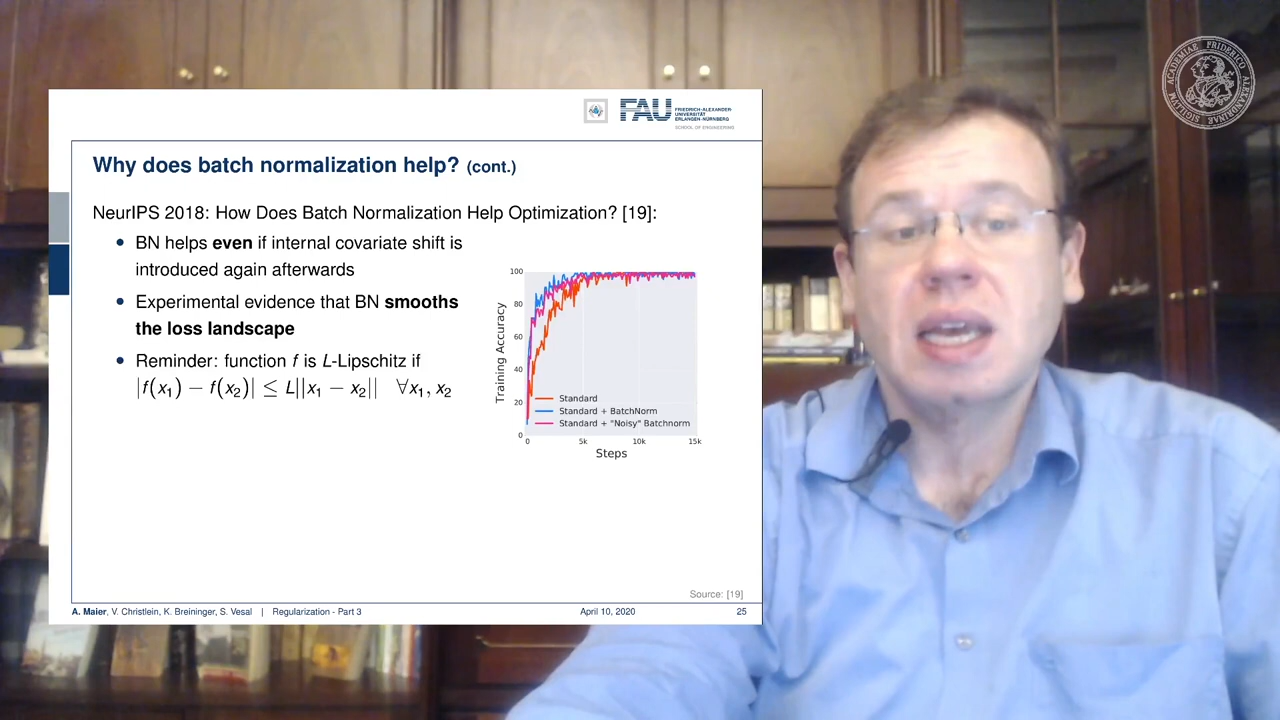 ACADEMIAE FRIDERICO ALEXANDRINAE SIGILLVM
FAU FRIEDRICH-ALEXANDER-
UNIVERSITÄT
ERLANGEN-NÜRNBERG
SCHOOL OF ENGINEERING
Why does batch normalization help? (cont.)
NeurIPS 2018: How Does Batch Normalization Help Optimization? [19]:
• BN helps even if internal covariate shift is
introduced again afterwards
• Experimental evidence that BN smooths
the loss landscape
• Reminder: function f is L-Lipschitz if
|f(x₁) − f(x₂)| ≤ L||x₁ − x₂|| ∀x₁, x₂
Training Accuracy
100
80
60
40
20
0
Standard
Standard + BatchNorm
Standard + "Noisy" Batchnorm
0 5k 10k 15k
Steps
Source: [19]
A. Maier, V. Christlein, K. Breininger, S. Vesal | Regularization - Part 3 April 10, 2020 25